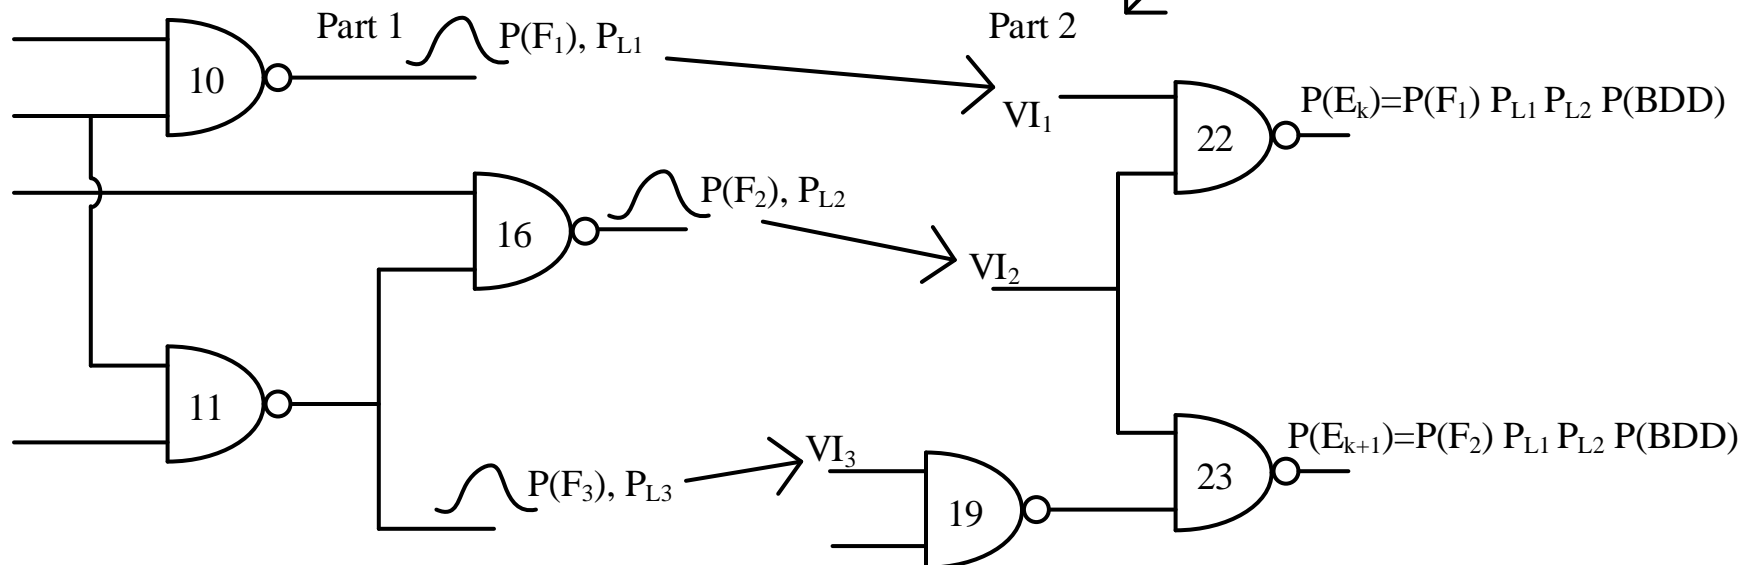 Part 1
P(F1), PL1
Part 2
10
VI1
P(Ek)=P(F1) PL1 PL2 P(BDD)
22
16
P(F2), PL2
VI2
11
P(F3), PL3
VI3
19
23
P(Ek+1)=P(F2) PL1 PL2 P(BDD)